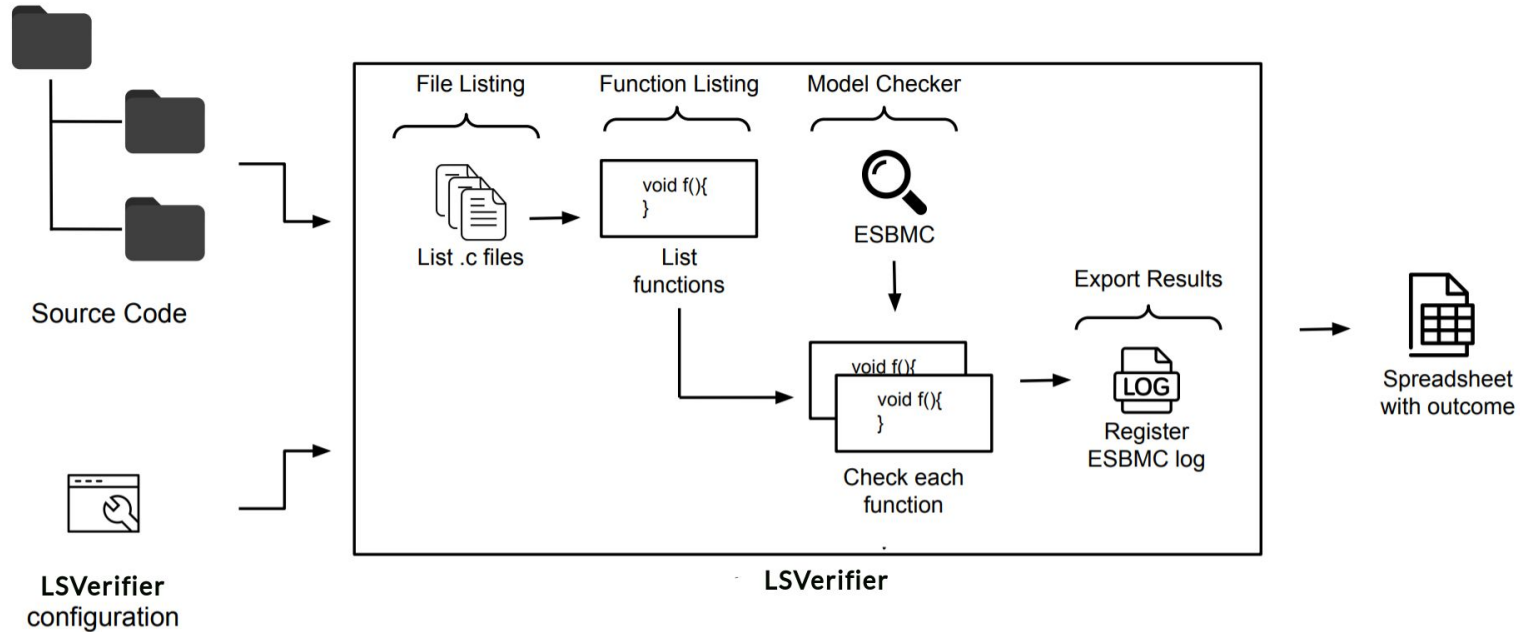 Source Code
LSVerifier
configuration
File Listing
List .c files
Function Listing
void f(){
}
List
functions
Model Checker
ESBMC
void f(){
void f(){
}
Check each
function
Export Results
LOG
Register
ESBMC log
LSVerifier
Spreadsheet
with outcome